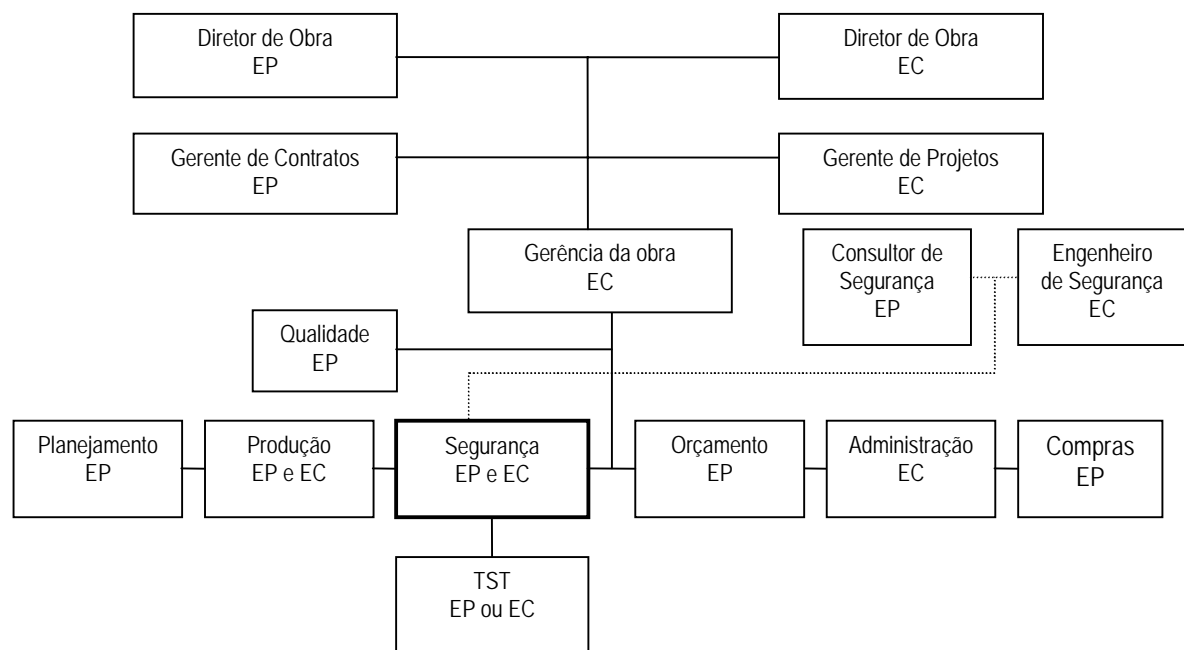 Diretor de Obra
EP
Diretor de Obra
EC
Gerente de Contratos
EP
Gerente de Projetos
EC
Gerência da obra
EC
Consultor de
Segurança
EP
Engenheiro
de Segurança
EC
Qualidade
EP
Planejamento
EP
Produção
EP e EC
Segurança
EP e EC
Orçamento
EP
Administração
EC
Compras
EP
TST
EP ou EC